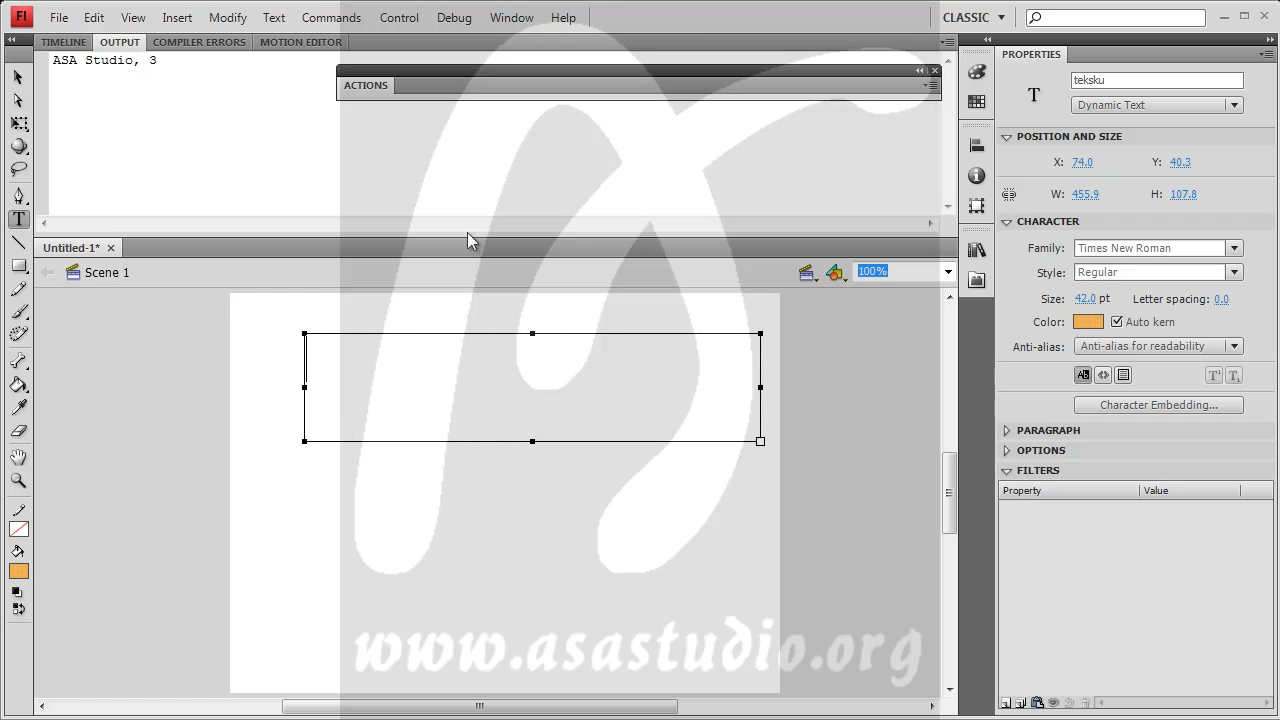 Fl File Edit View Insert Modify Text Commands Control Debug Window Help CLASSIC
TIMELINE OUTPUT COMPILER ERRORS MOTION EDITOR
ASA Studio, 3
ACTIONS
Untitled-1*
Scene 1
100%
PROPERTIES
T teksku
Dynamic Text
POSITION AND SIZE
X: 74.0 Y: 40.3
W: 455.9 H: 107.8
CHARACTER
Family: Times New Roman
Style: Regular
Size: 42.0 pt Letter spacing: 0.0
Color: Auto kern
Anti-alias: Anti-alias for readability
Character Embedding...
PARAGRAPH
OPTIONS
FILTERS
Property Value
www.asastudio.org